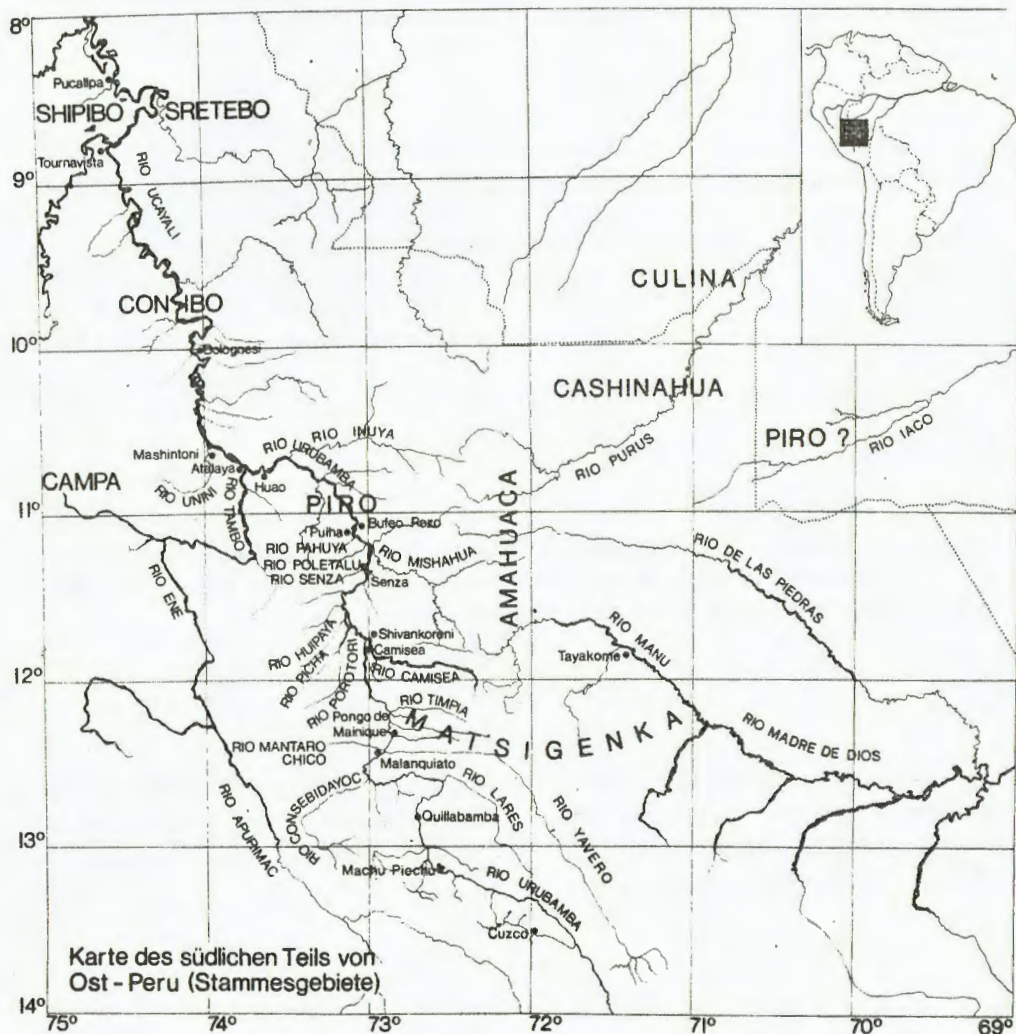 8°
Pucallpa
SHIPIBO
SRETEBO
Tournavista
RIO UCAYALI
9°
CULINA
CONIBO
10°
Bolognesi
CASHINAHUA
PIRO ?
RIO IACO
RIO PURUS
RIO INUYA
RIO URUBAMBA
Mashintoni
Atalaya
Huao
CAMPA
RIO UNINI
RIO TAMBO
PIRO
11°
Bufeo Pozo
Pulha
RIO PAHUYA
RIO MISHAHUA
RIO POLETALU
RIO SENZA
Senza
AMAHUACA
RIO DE LAS PIEDRAS
RIO ENE
RIO MANU
Shivankoreni
Camisea
Tayakome
RIO HUIPAYA
RIO PICHA
RIO POROTORI
RIO CAMISEA
12°
RIO TIMPIA
Pongo de
Mainique
MATSIGENKA
RIO MADRE DE DIOS
RIO MANTARO
CHICO
Malanquiato
RIO CONSEBIDAYOC
RIO LARES
RIO YAVERO
RIO APURIMAC
Quillabamba
13°
Machu Piechu
RIO URUBAMBA
Cuzco
Karte des südlichen Teils von
Ost-Peru (Stammesgebiete)
14°
75° 74° 73° 72° 71° 70° 69°